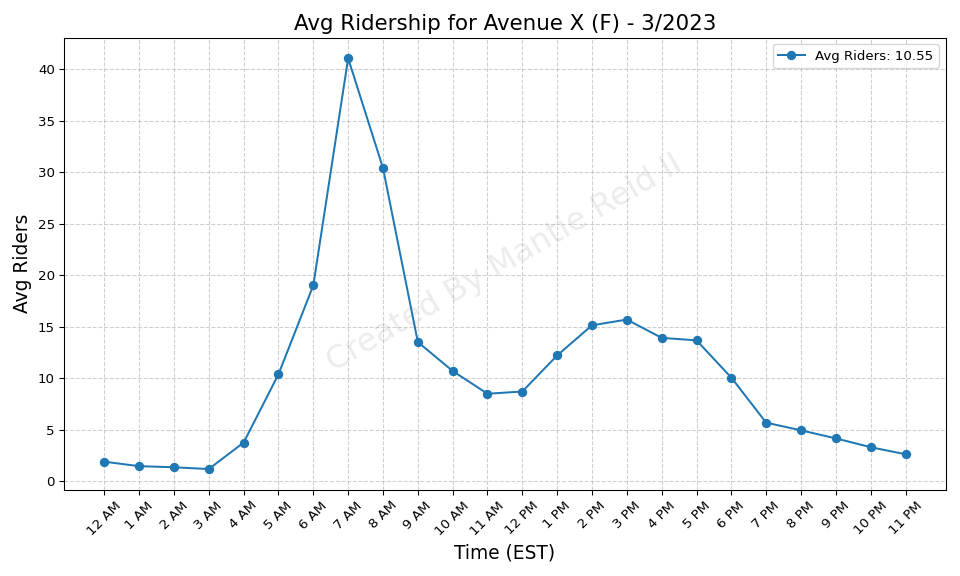 Avg Ridership for Avenue X (F) - 3/2023
Avg Riders: 10.55
Avg Riders
40
35
30
25
20
15
10
5
0
Created By Mantie Reid II
12 AM
1 AM
2 AM
3 AM
4 AM
5 AM
6 AM
7 AM
8 AM
9 AM
10 AM
11 AM
12 PM
1 PM
2 PM
3 PM
4 PM
5 PM
6 PM
7 PM
8 PM
9 PM
10 PM
11 PM
Time (EST)